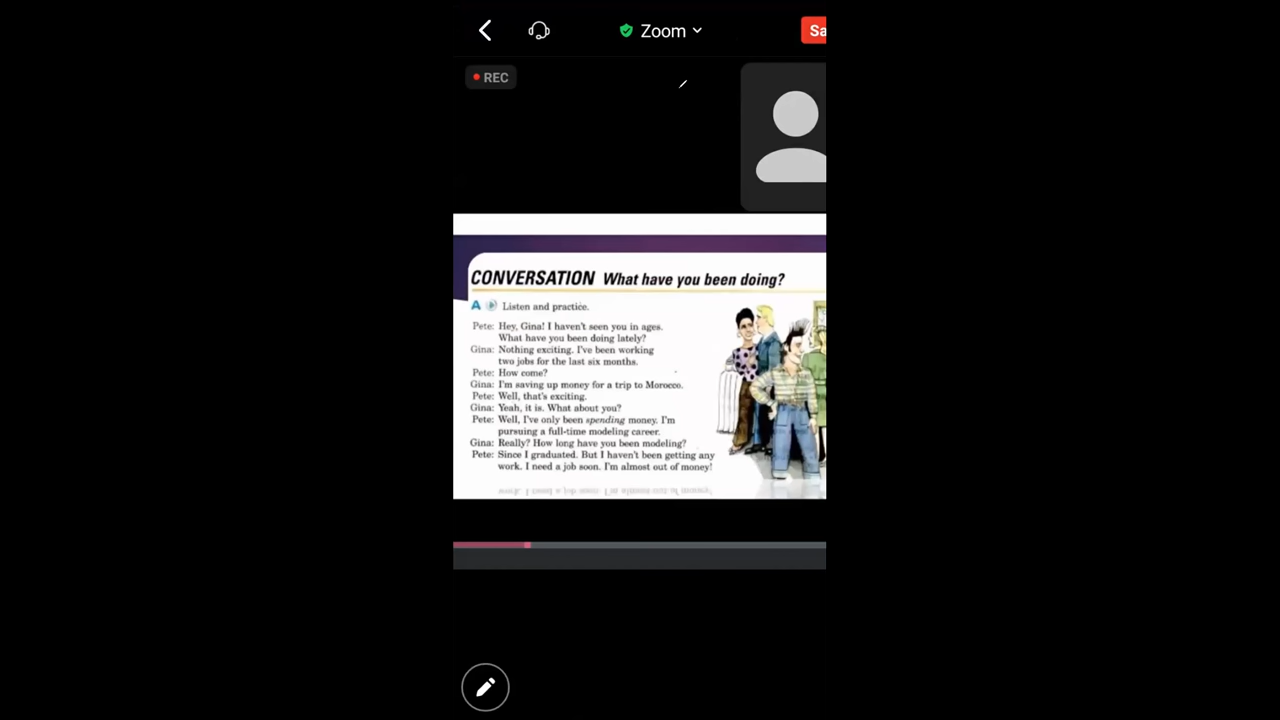 Zoom
Sa
REC
CONVERSATION What have you been doing?
A Listen and practice.
Pete: Hey, Gina! I haven't seen you in ages.
What have you been doing lately?
Gina: Nothing exciting. I've been working
two jobs for the last six months.
Pete: How come?
Gina: I'm saving up money for a trip to Morocco.
Pete: Well, that's exciting.
Gina: Yeah, it is. What about you?
Pete: Well, I've only been spending money. I'm
pursuing a full-time modeling career.
Gina: Really? How long have you been modeling?
Pete: Since I graduated. But I haven't been getting any
work. I need a job soon. I'm almost out of money!